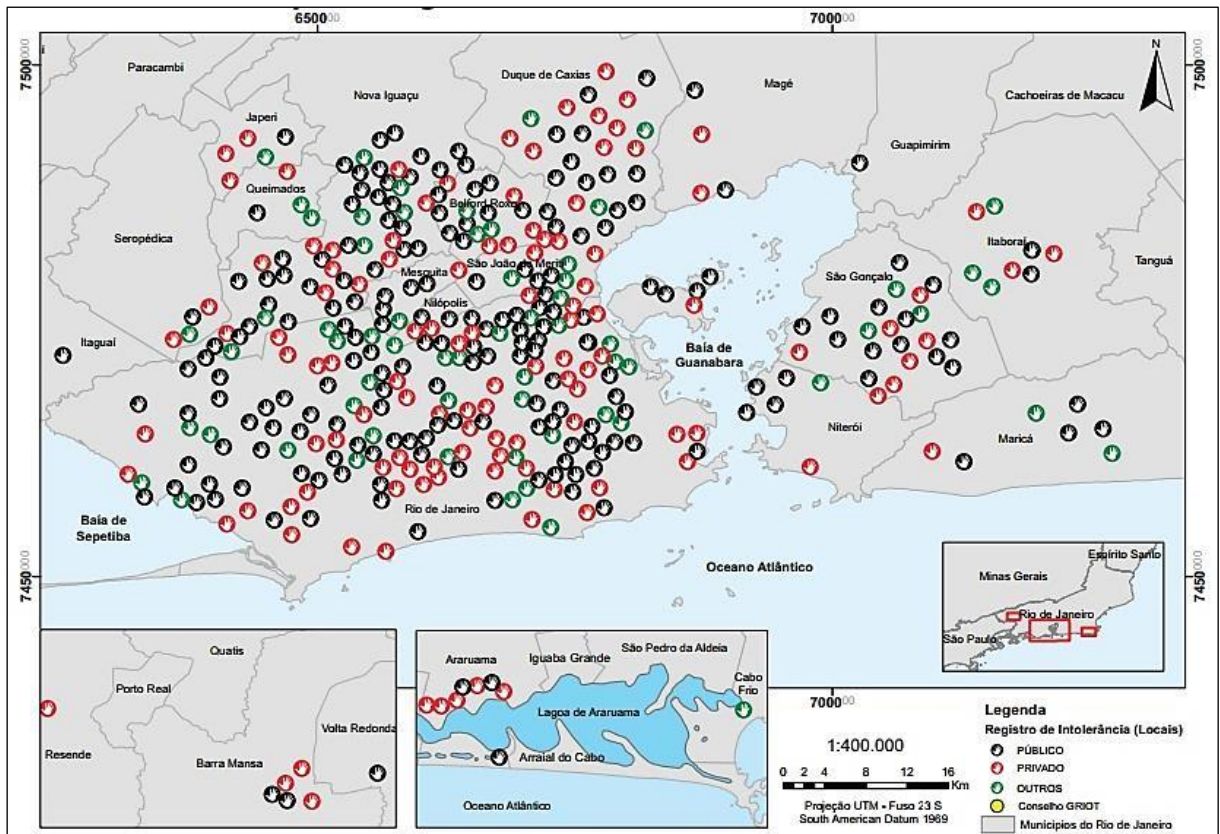 6500000
7000000
7500000
7500000
Paracambi
Duque de Caxias
Magé
N
Nova Iguaçu
Cachoeiras de Macacu
Japeri
Guapimirim
Queimados
Belford Roxo
Seropédica
Itaboraí
Tanguá
São João de Meriti
São Gonçalo
Mesquita
Nilópolis
Itaguaí
Baía de
Guanabara
Niterói
Maricá
Rio de Janeiro
Baía de
Sepetiba
Oceano Atlântico
7450000
7450000
Espírito Santo
Minas Gerais
Rio de Janeiro
São Paulo
Quatis
Porto Real
Volta Redonda
Resende
Barra Mansa
São Pedro da Aldeia
Araruama
Iguaba Grande
Cabo
Frio
Lagoa de Araruama
Arraial do Cabo
Oceano Atlântico
7000000
1:400.000
0 2 4 8 12 16
Km
Projeção UTM - Fuso 23 S
South American Datum 1969
Legenda
Registro de Intolerância (Locais)
PÚBLICO
PRIVADO
OUTROS
Conselho GRIOT
Municípios do Rio de Janeiro